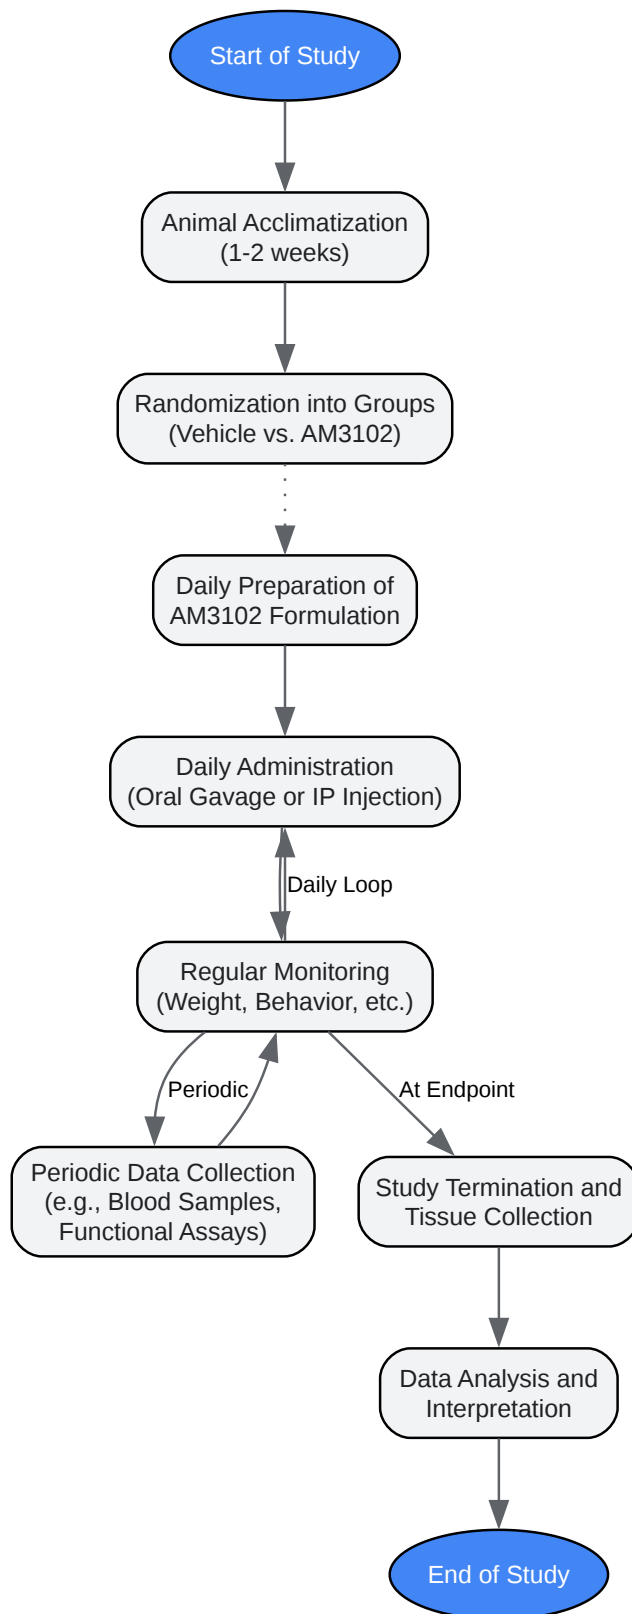 Start of Study
Animal Acclimatization
(1-2 weeks)
Randomization into Groups
(Vehicle vs. AM3102)
Daily Preparation of
AM3102 Formulation
Daily Administration
(Oral Gavage or IP Injection)
Daily Loop
Regular Monitoring
(Weight, Behavior, etc.)
Periodic
At Endpoint
Periodic Data Collection
(e.g., Blood Samples,
Functional Assays)
Study Termination and
Tissue Collection
Data Analysis and
Interpretation
End of Study